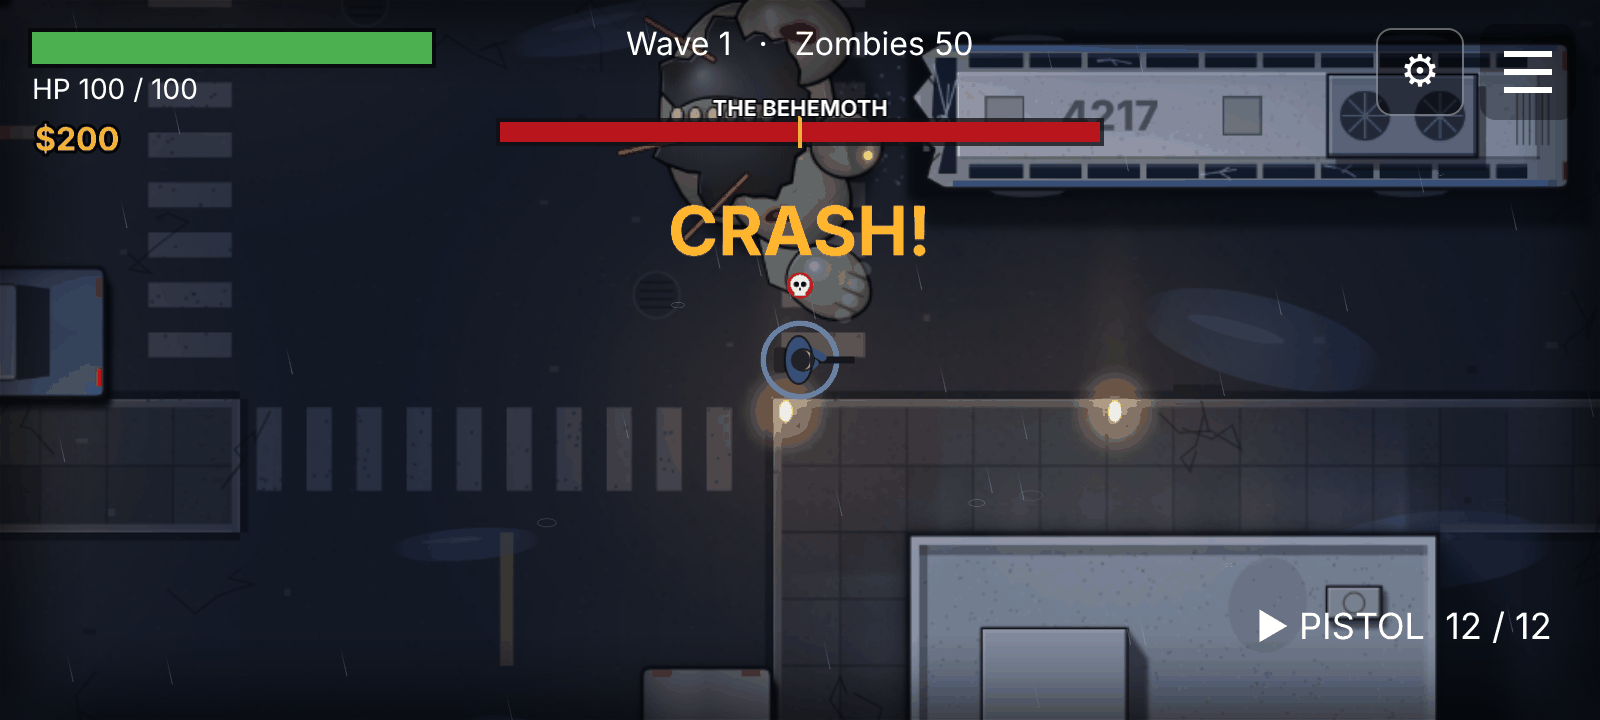 Wave 1 · Zombies 50
HP 100 / 100
$200
THE BEHEMOTH
4217
CRASH!
PISTOL 12 / 12